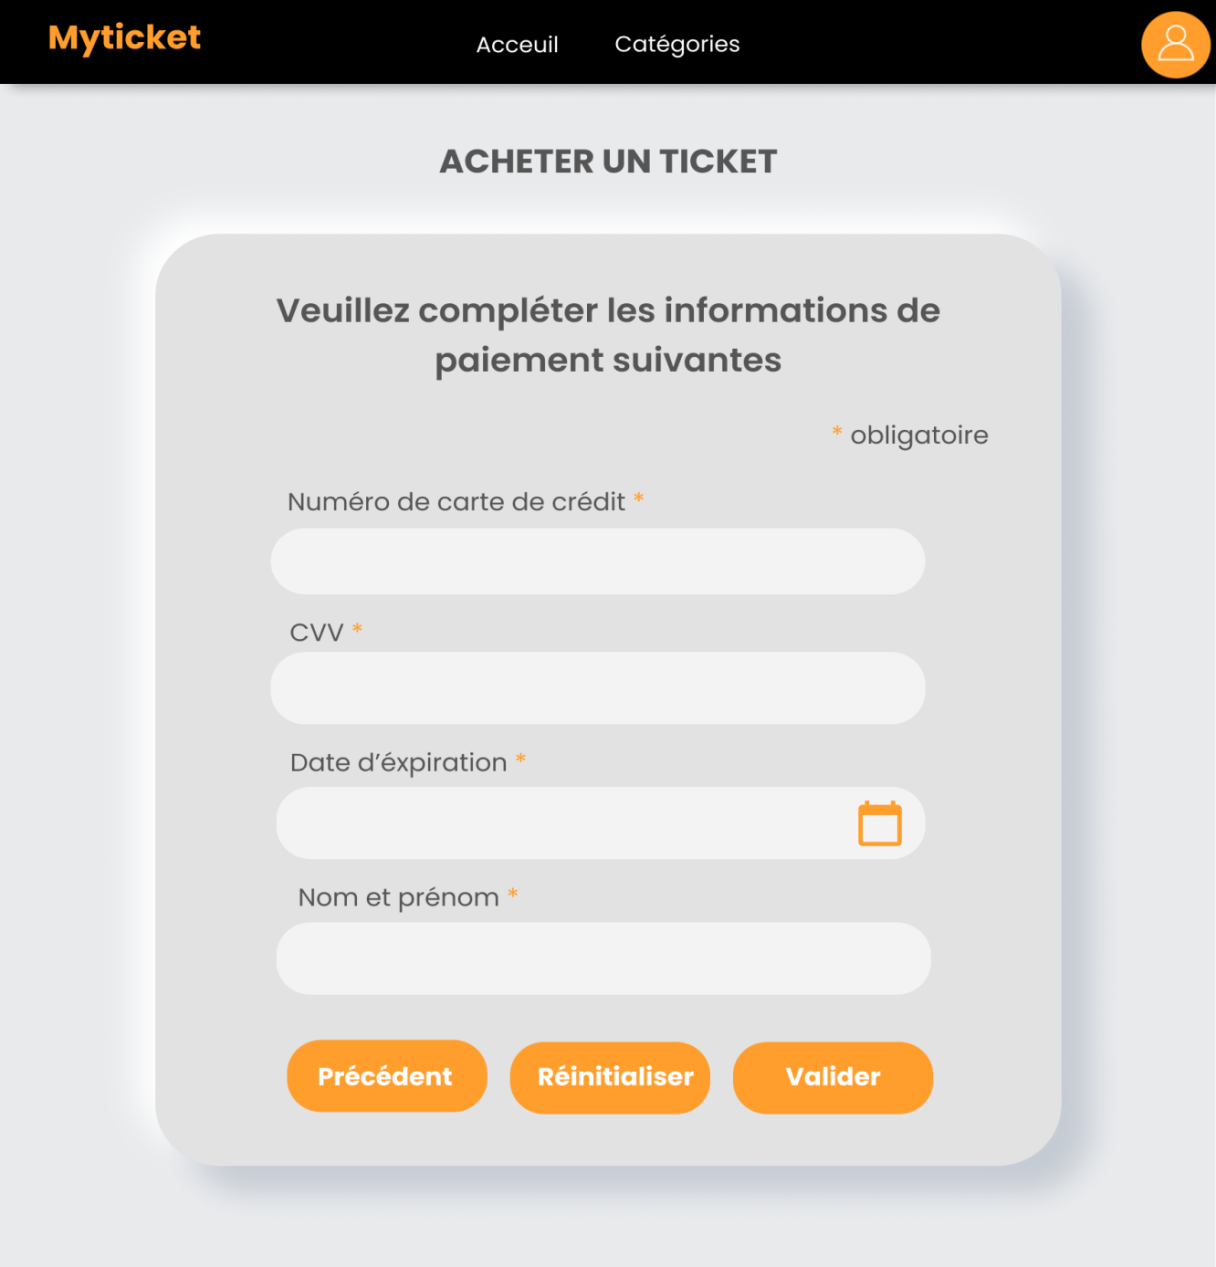 Myticket
Acceuil
Catégories
ACHETER UN TICKET
Veuillez compléter les informations de
paiement suivantes
* obligatoire
Numéro de carte de crédit *
CVV *
Date d’éxpiration *
Nom et prénom *
Précédent
Réinitialiser
Valider